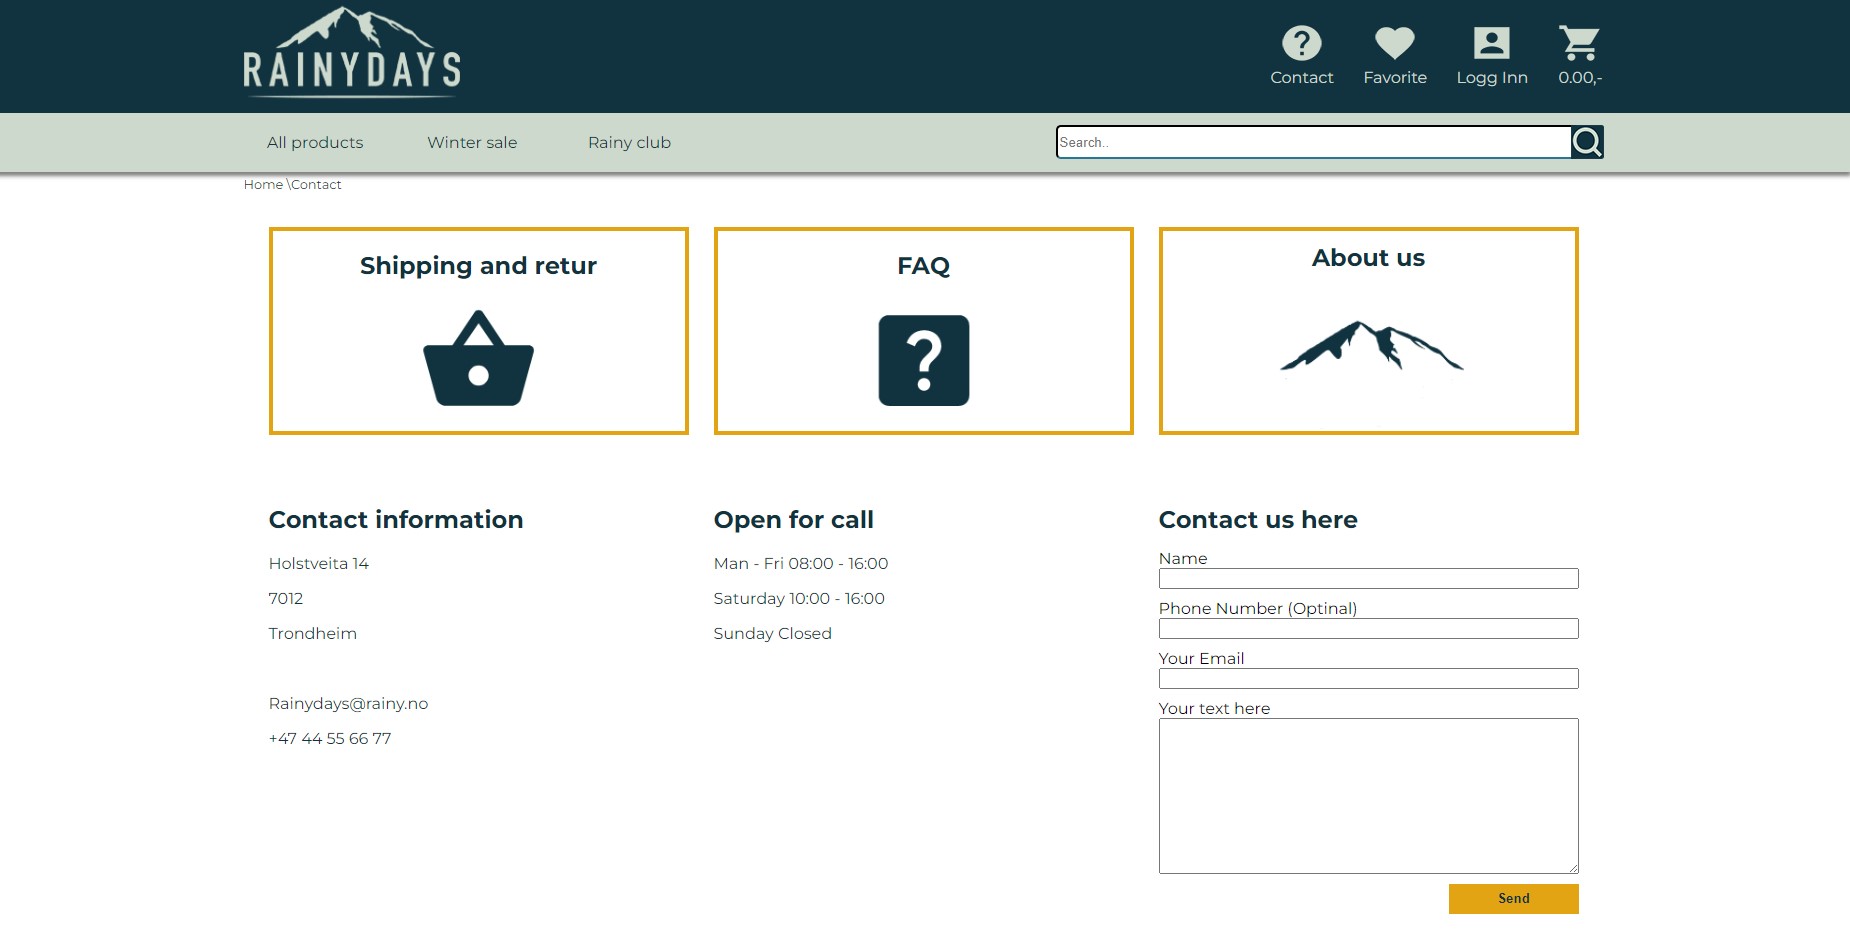 RAINYDAYS
Contact
Favorite
Logg Inn
0.00,-
All products
Winter sale
Rainy club
Search..
Home \Contact
Shipping and retur
FAQ
?
About us
Contact information
Holstveita 14
7012
Trondheim
Rainydays@rainy.no
+47 44 55 66 77
Open for call
Man - Fri 08:00 - 16:00
Saturday 10:00 - 16:00
Sunday Closed
Contact us here
Name
Phone Number (Optinal)
Your Email
Your text here
Send